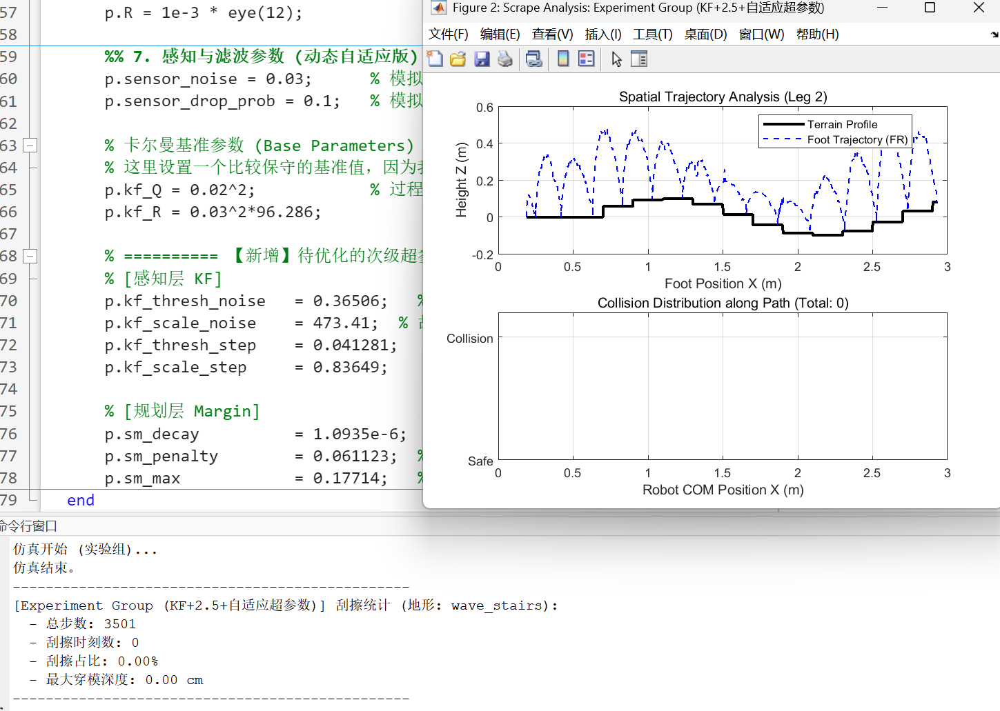 57 p.R = 1e-3 * eye(12);
58
59 %% 7. 感知与滤波参数 (动态自适应版)
60 p.sensor_noise = 0.03; % 模拟
61 p.sensor_drop_prob = 0.1; % 模拟
62
63 % 卡尔曼基准参数 (Base Parameters)
64 % 这里设置一个比较保守的基准值，因为
65 p.kf_Q = 0.02^2; % 过程
66 p.kf_R = 0.03^2*96.286;
67
68 % ========== 【新增】待优化的次级超参
69 % [感知层 KF]
70 p.kf_thresh_noise = 0.36506; %
71 p.kf_scale_noise = 473.41; %
72 p.kf_thresh_step = 0.041281;
73 p.kf_scale_step = 0.83649;
74
75 % [规划层 Margin]
76 p.sm_decay = 1.0935e-6;
77 p.sm_penalty = 0.061123; %
78 p.sm_max = 0.17714; %
79 end
Figure 2: Scrape Analysis: Experiment Group (KF+2.5+自适应超参数)
文件(F) 编辑(E) 查看(V) 插入(I) 工具(T) 桌面(D) 窗口(W) 帮助(H)
Spatial Trajectory Analysis (Leg 2)
Terrain Profile
Foot Trajectory (FR)
Height Z (m)
0.6
0.4
0.2
0
-0.2
0 0.5 1 1.5 2 2.5 3
Foot Position X (m)
Collision Distribution along Path (Total: 0)
Collision
Safe
0 0.5 1 1.5 2 2.5 3
Robot COM Position X (m)
命令行窗口
仿真开始 (实验组)...
仿真结束。
------------------------------------------------
[Experiment Group (KF+2.5+自适应超参数)] 刮擦统计 (地形: wave_stairs):
- 总步数: 3501
- 刮擦时刻数: 0
- 刮擦占比: 0.00%
- 最大穿模深度: 0.00 cm
------------------------------------------------